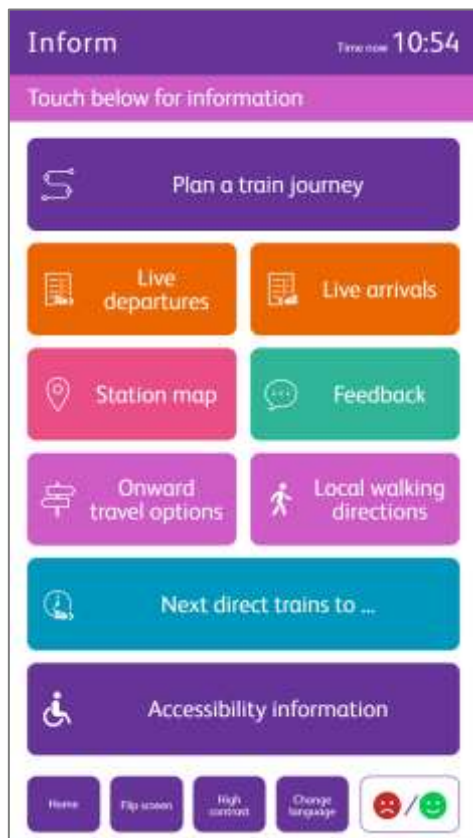 Inform
Time now 10:54
Touch below for information
Plan a train journey
Live
departures
Live arrivals
Station map
Feedback
Onward
travel options
Local walking
directions
Next direct trains to ...
Accessibility information
Home
Flip screen
High
contrast
Change
language
/